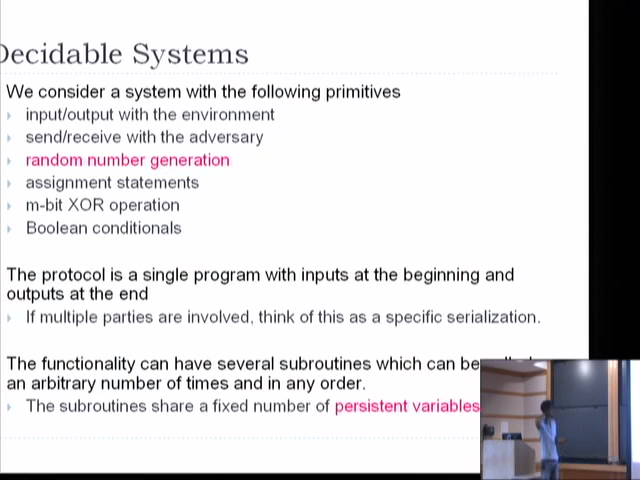 Decidable Systems
We consider a system with the following primitives
input/output with the environment
send/receive with the adversary
random number generation
assignment statements
m-bit XOR operation
Boolean conditionals
The protocol is a single program with inputs at the beginning and
outputs at the end
If multiple parties are involved, think of this as a specific serialization.
The functionality can have several subroutines which can be
an arbitrary number of times and in any order.
The subroutines share a fixed number of persistent variables